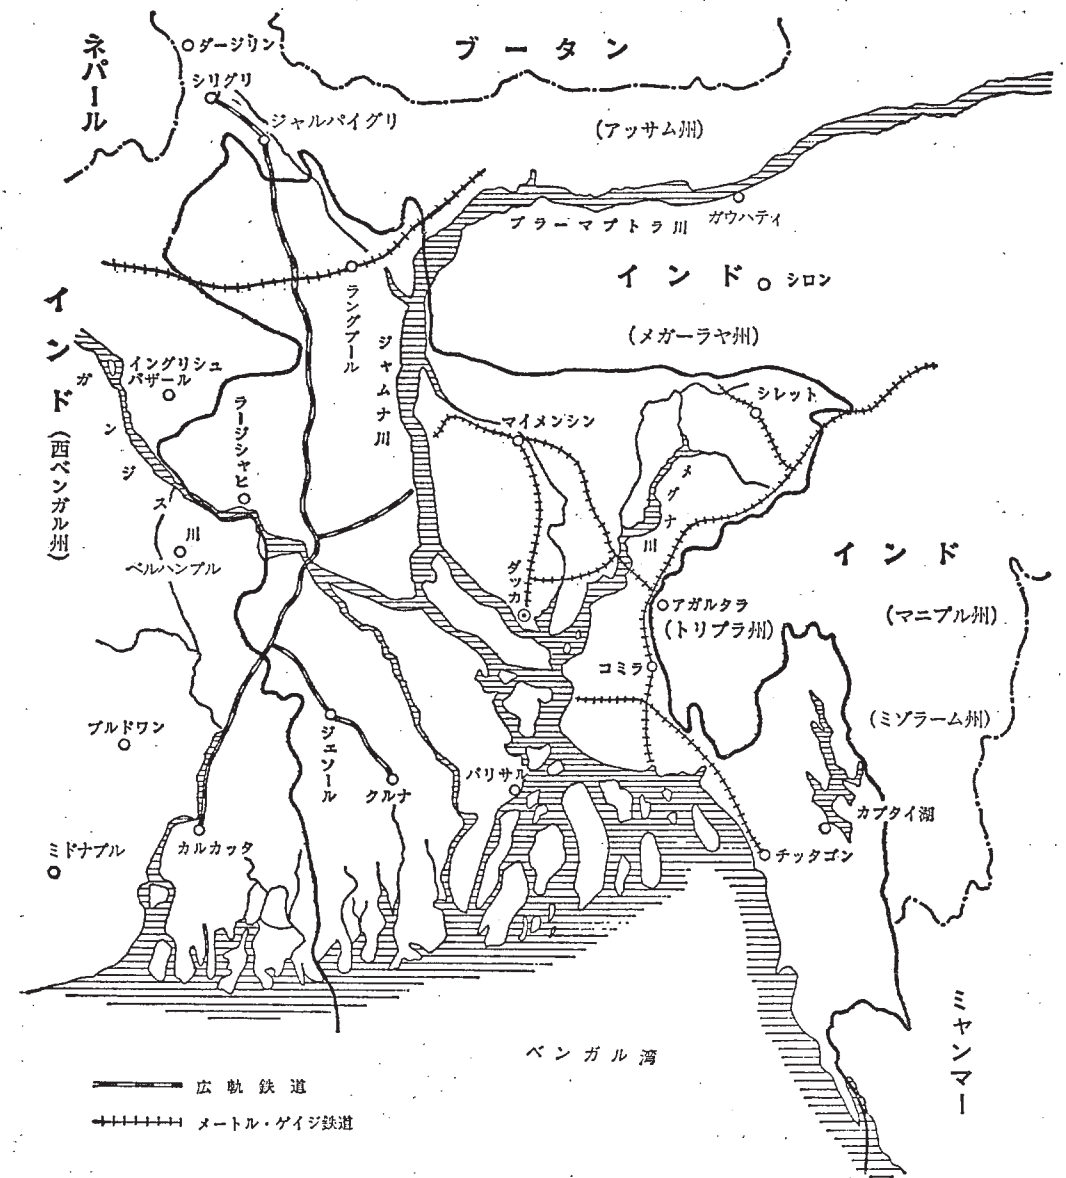 ネパール
ダージリン
ブータン
シリグリ
ジャルパイグリ
(アッサム州)
ブラーマプトラ川
ガウハティ
インド
シロン
(メガーラヤ州)
ラングプール
ジャムナ川
インド
(西ベンガル州)
ガンジス川
イングリシュ
バザール
ラージシャヒ
マイメンシン
シレット
メグナ川
ベルハンプル
ダッカ
インド
アガルタラ
(トリプラ州)
(マニプル州)
コミラ
(ミゾラーム州)
ブルドワン
ジェソール
クルナ
バリサル
カプタイ湖
ミドナプル
カルカッタ
チッタゴン
ミャンマー
ベンガル湾
広軌鉄道
メートル・ゲイジ鉄道